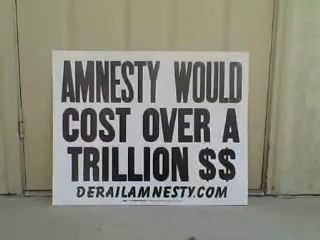 AMNESTY WOULD
COST OVER A
TRILLION $$
DERAILAMNESTY.COM